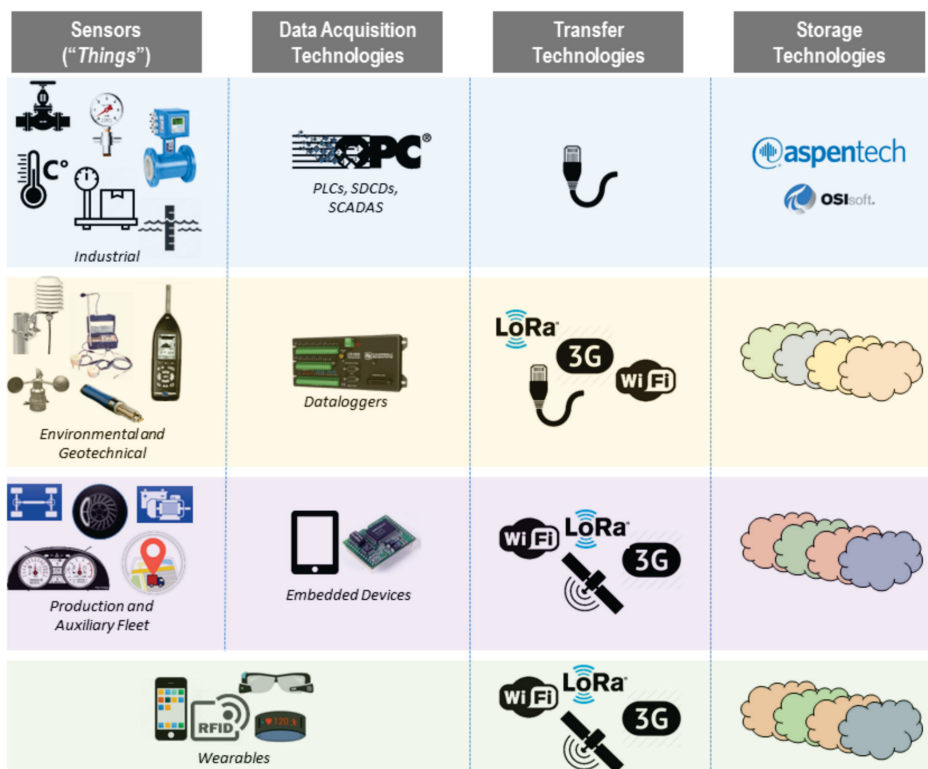 Sensors
("Things")
Data Acquisition
Technologies
Transfer
Technologies
Storage
Technologies
C°
OPC®
PLCs, SDCDs,
SCADAS
aspentech
OSIsoft.
Industrial
LoRa
3G
WiFi
Dataloggers
Environmental and
Geotechnical
WiFi
LoRa
3G
Embedded Devices
Production and
Auxiliary Fleet
RFID
120
WiFi
LoRa
3G
Wearables